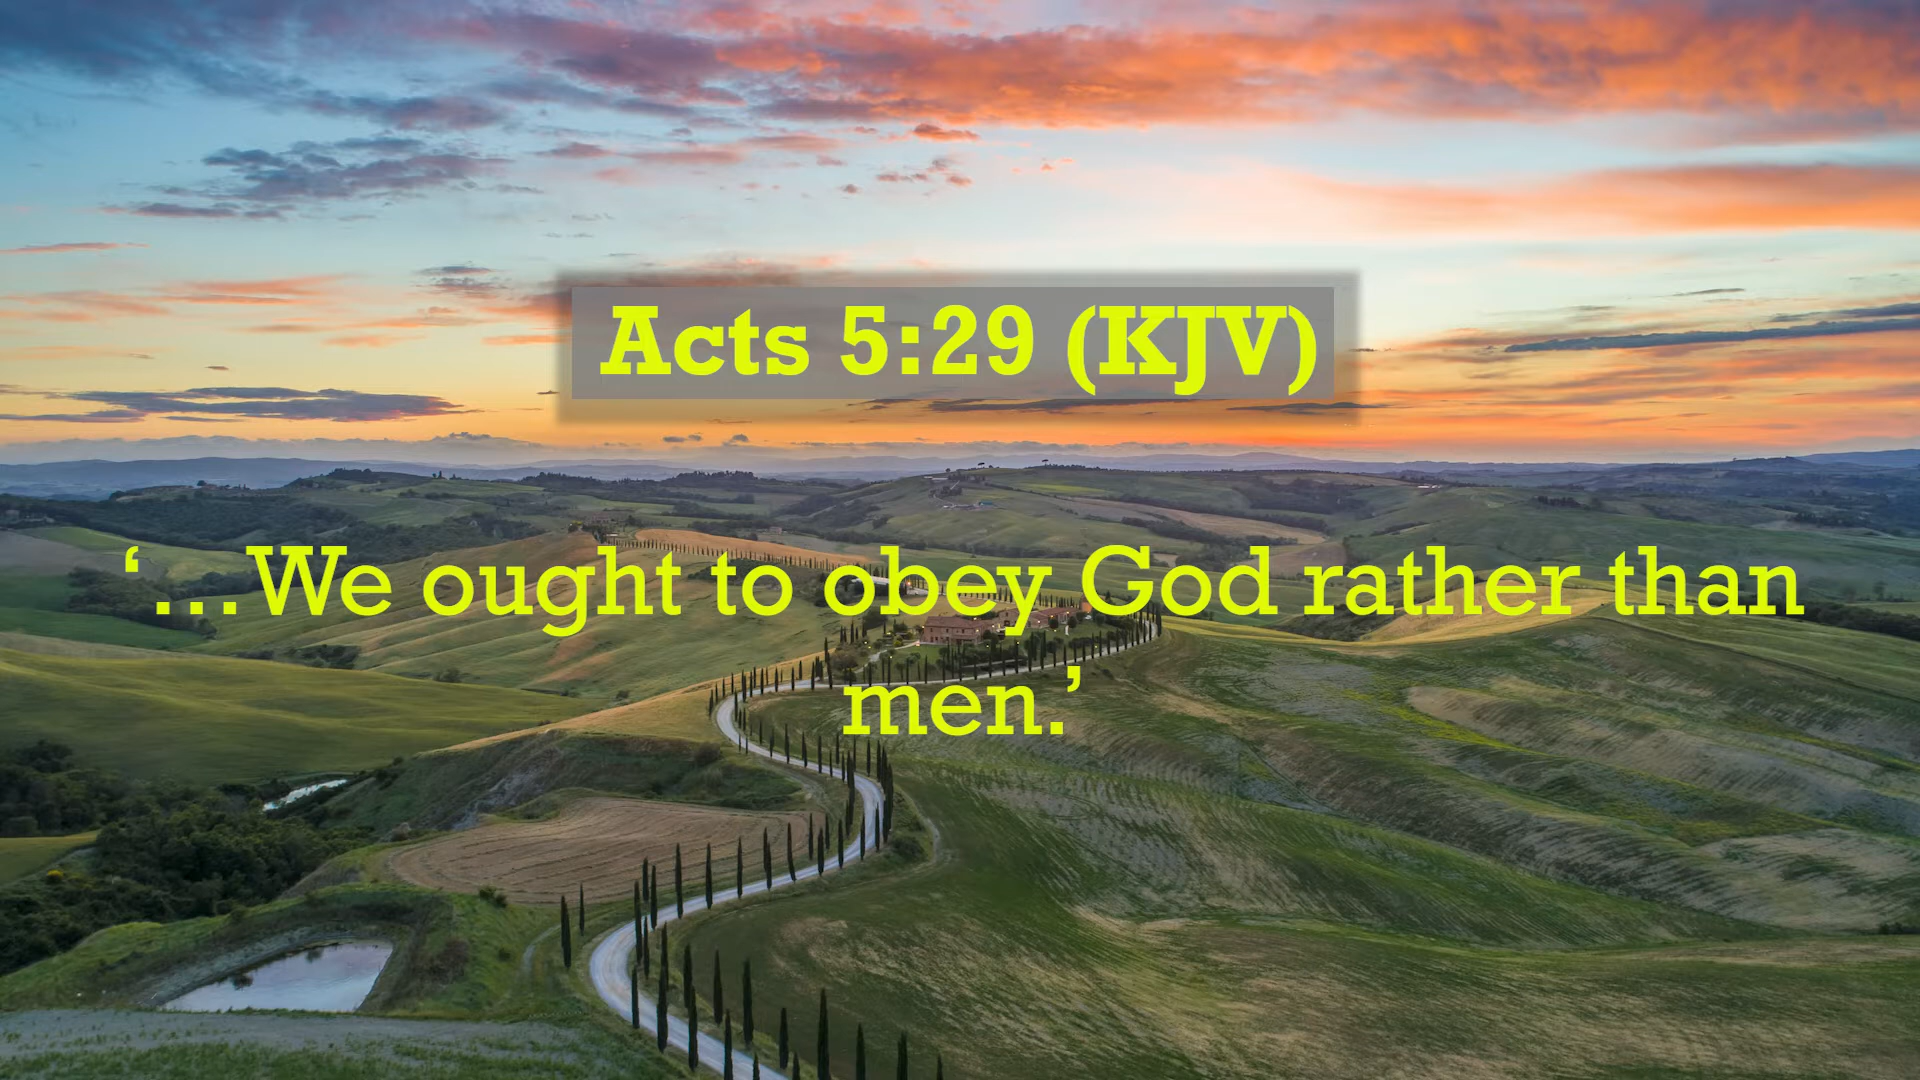 Acts 5:29 (KJV)
‘…We ought to obey God rather than
men.’